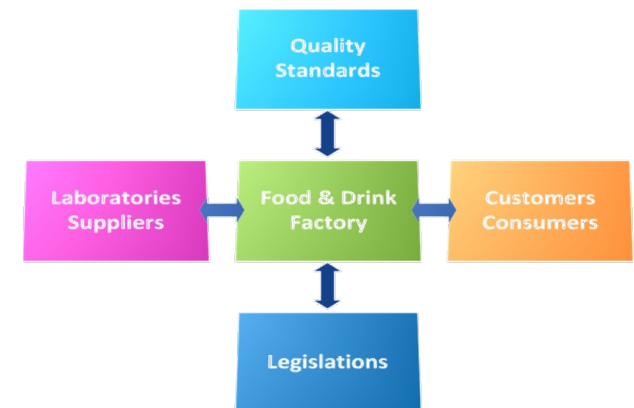 Quality
Standards
Laboratories
Suppliers
Food & Drink
Factory
Customers
Consumers
Legislations